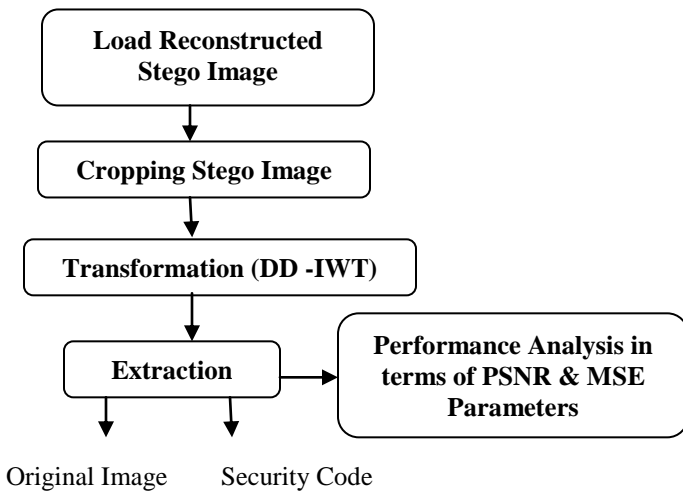 Load Reconstructed
Stego Image
Cropping Stego Image
Transformation (DD -IWT)
Extraction
Performance Analysis in
terms of PSNR & MSE
Parameters
Original Image
Security Code